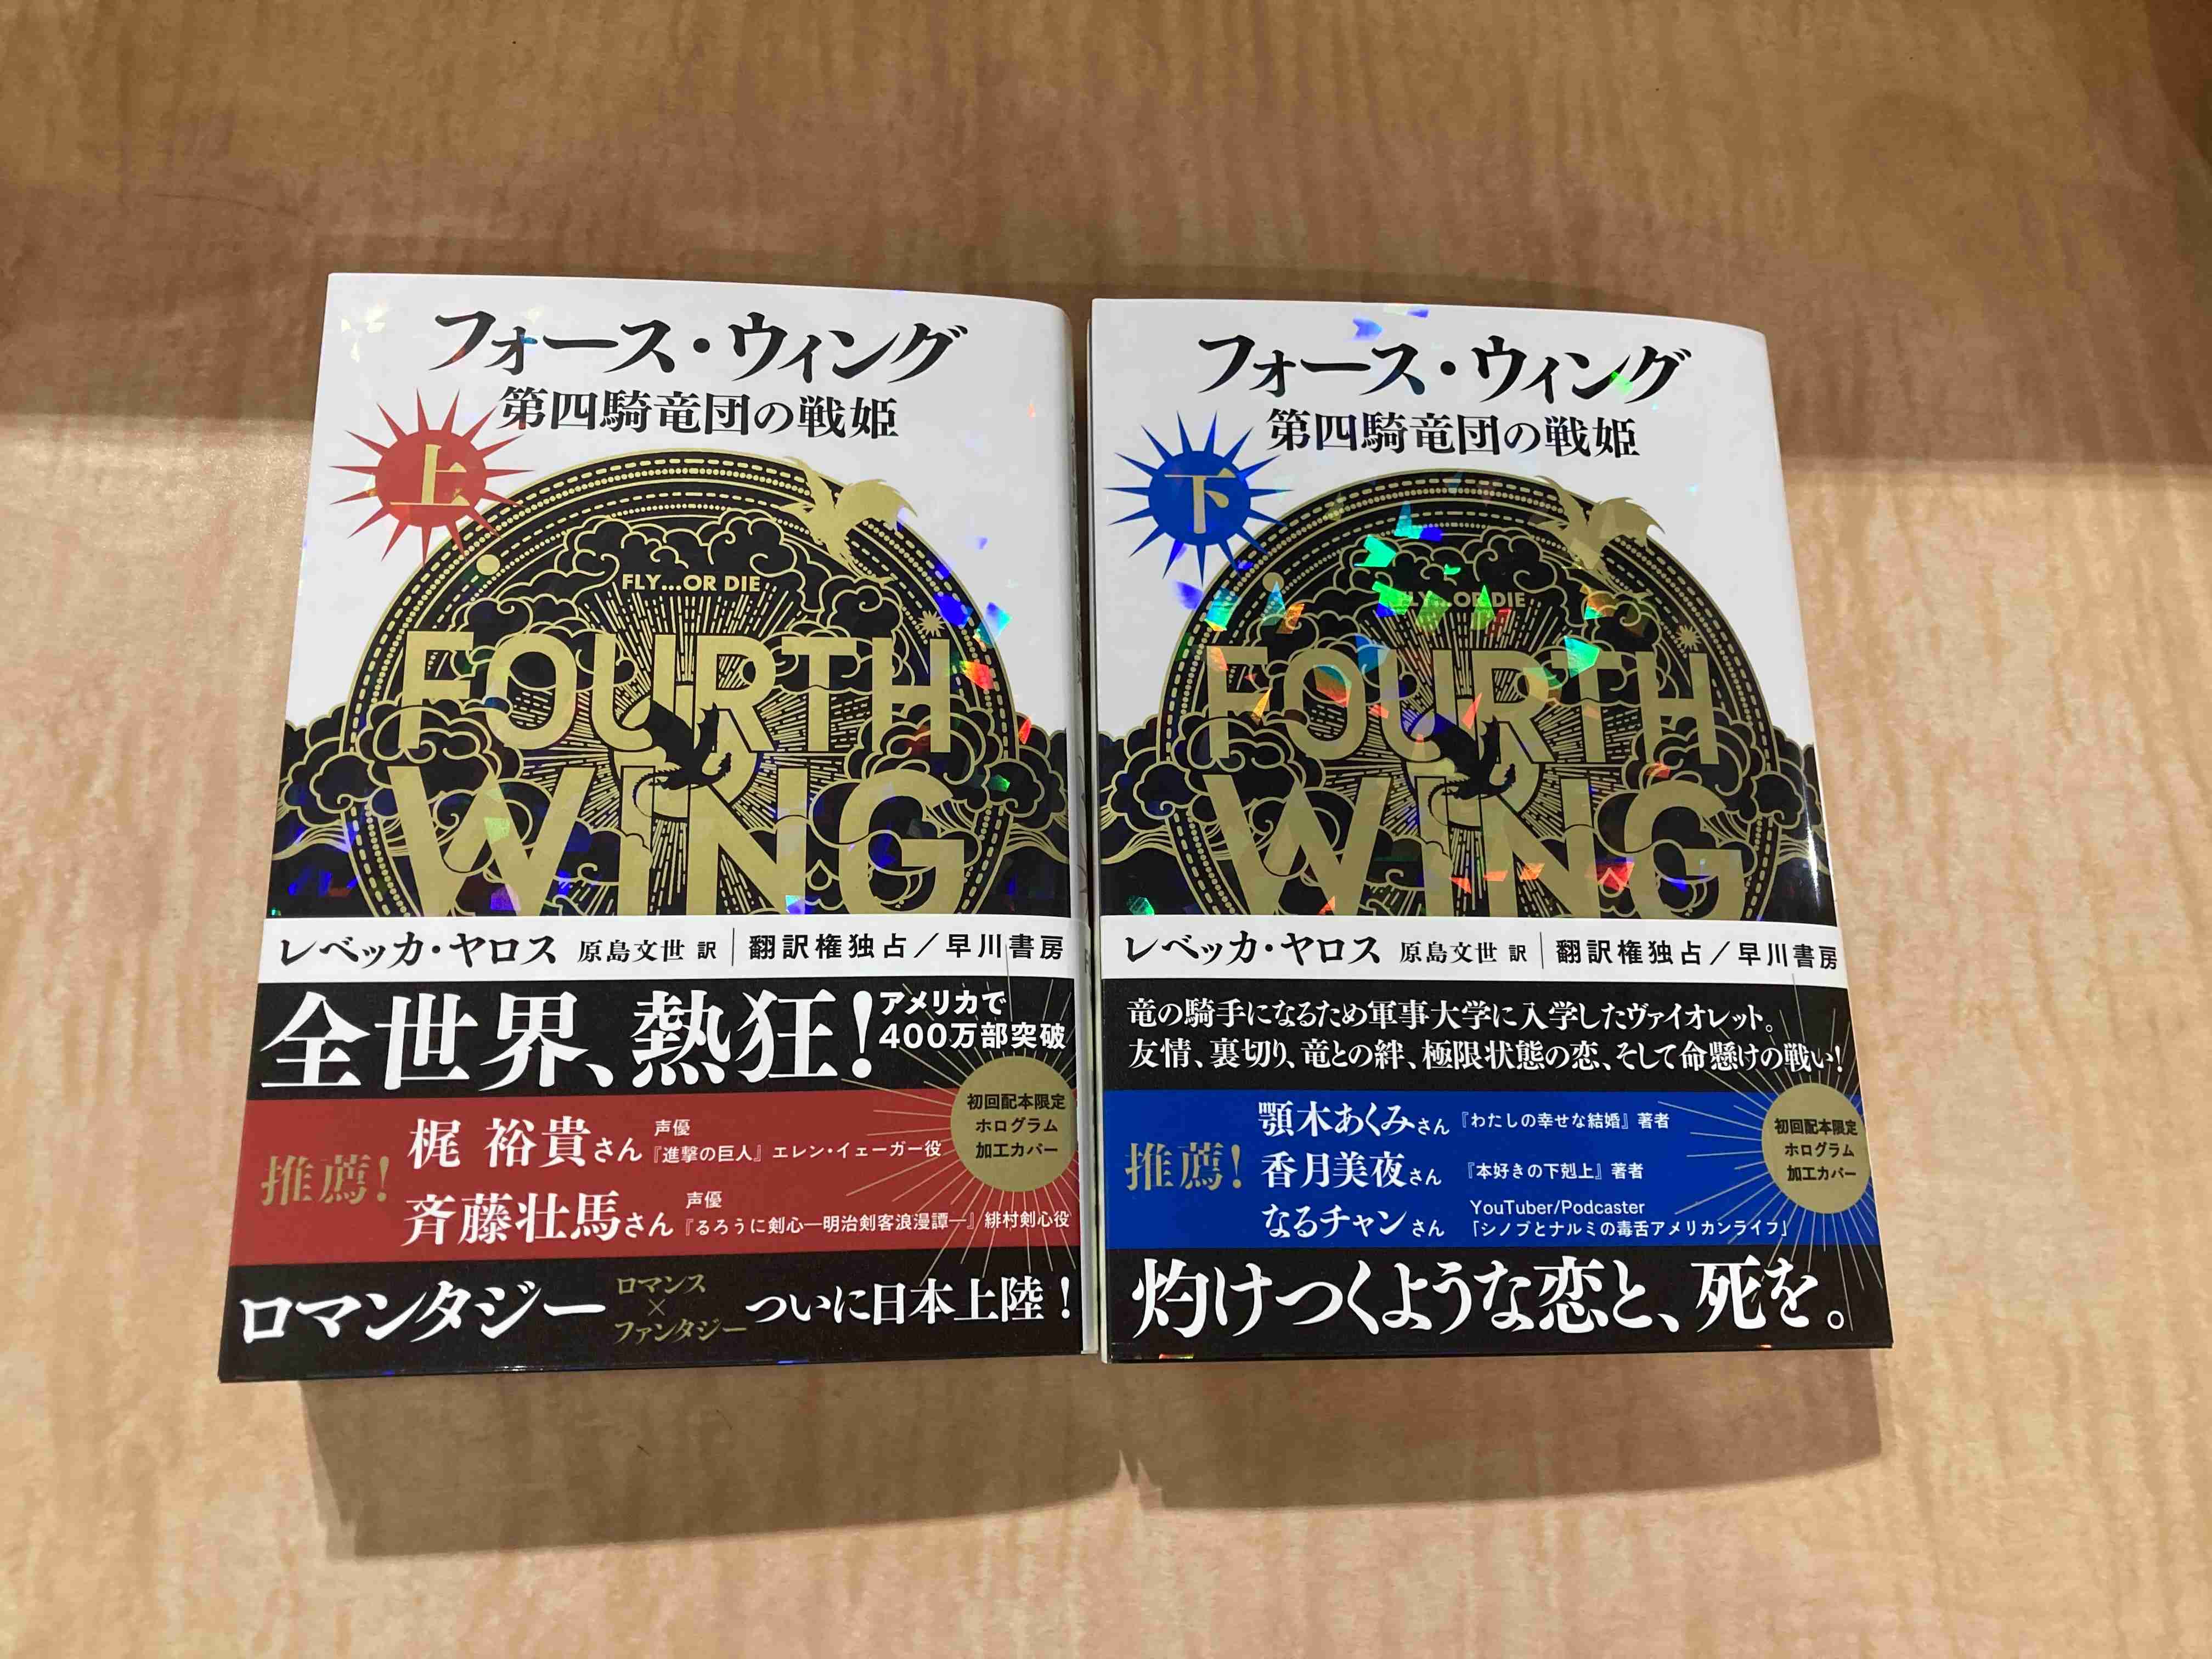 フォース・ウィング
第四騎竜団の戦姫
上
FLY...OR DIE
FOURTH
WING
レベッカ・ヤロス 原島文世 訳 翻訳権独占／早川書房
全世界、熱狂！
アメリカで
400万部突破
初回配本限定
ホログラム
加工カバー
推薦！
梶 裕貴さん
声優
『進撃の巨人』エレン・イェーガー役
斉藤壮馬さん
声優
『るろうに剣心―明治剣客浪漫譚―』緋村剣心役
ロマンタジー
ロマンス
×
ファンタジー
ついに日本上陸！
フォース・ウィング
第四騎竜団の戦姫
下
FLY...OR DIE
FOURTH
WING
レベッカ・ヤロス 原島文世 訳 翻訳権独占／早川書房
竜の騎手になるため軍事大学に入学したヴァイオレット。
友情、裏切り、竜との絆、極限状態の恋、そして命懸けの戦い！
初回配本限定
ホログラム
加工カバー
推薦！
顎木あくみさん 『わたしの幸せな結婚』著者
香月美夜さん 『本好きの下剋上』著者
なるチャンさん
YouTuber/Podcaster
「シノブとナルミの毒舌アメリカンライフ」
灼けつくような恋と、死を。